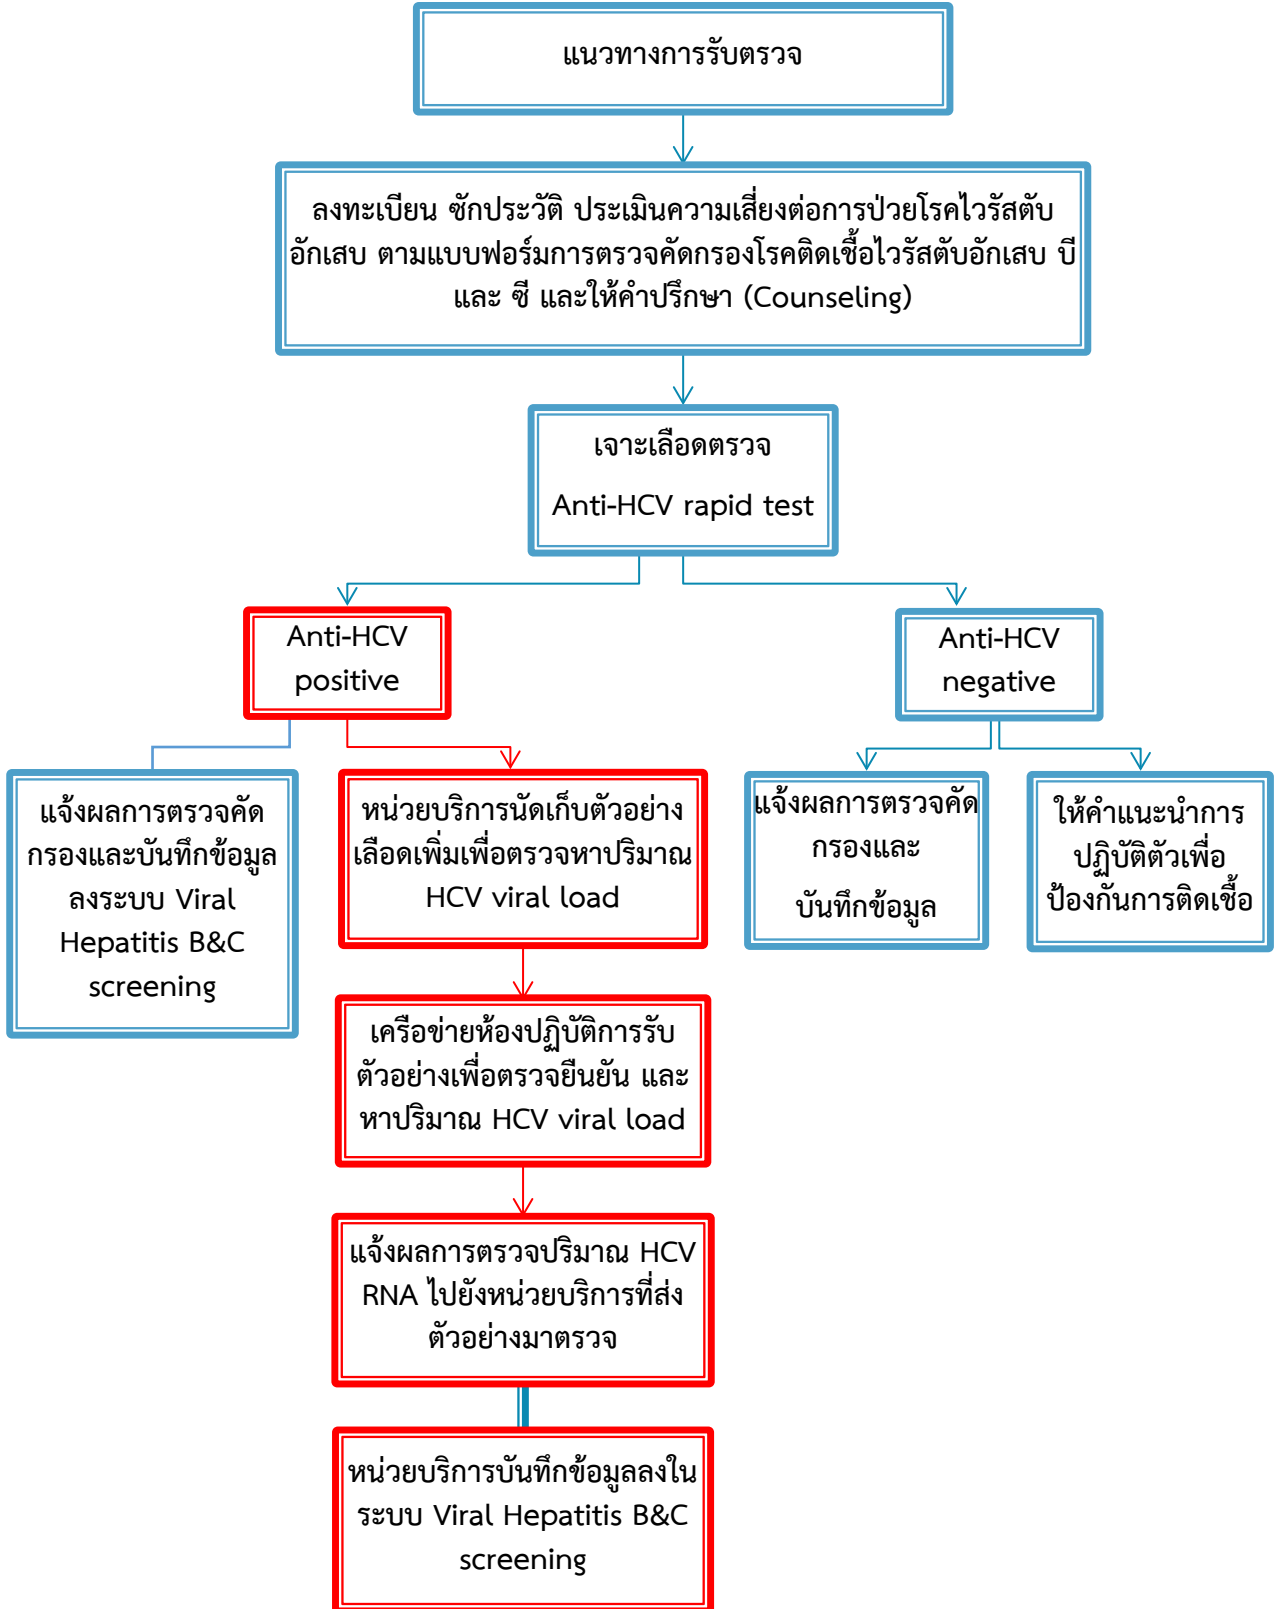 แนวทางการรับตรวจ
ลงทะเบียน ซักประวัติ ประเมินความเสี่ยงต่อการป่วยโรคไวรัสตับ
อักเสบ ตามแบบฟอร์มการตรวจคัดกรองโรคติดเชื้อไวรัสตับอักเสบ บี
และ ซี และให้คำปรึกษา (Counseling)
เจาะเลือดตรวจ
Anti-HCV rapid test
Anti-HCV
positive
Anti-HCV
negative
แจ้งผลการตรวจคัด
กรองและบันทึกข้อมูล
ลงระบบ Viral
Hepatitis B&C
screening
หน่วยบริการนัดเก็บตัวอย่าง
เลือดเพิ่มเพื่อตรวจหาปริมาณ
HCV viral load
แจ้งผลการตรวจคัด
กรองและ
บันทึกข้อมูล
ให้คำแนะนำการ
ปฏิบัติตัวเพื่อ
ป้องกันการติดเชื้อ
เครือข่ายห้องปฏิบัติการรับ
ตัวอย่างเพื่อตรวจยืนยัน และ
หาปริมาณ HCV viral load
แจ้งผลการตรวจปริมาณ HCV
RNA ไปยังหน่วยบริการที่ส่ง
ตัวอย่างมาตรวจ
หน่วยบริการบันทึกข้อมูลลงใน
ระบบ Viral Hepatitis B&C
screening